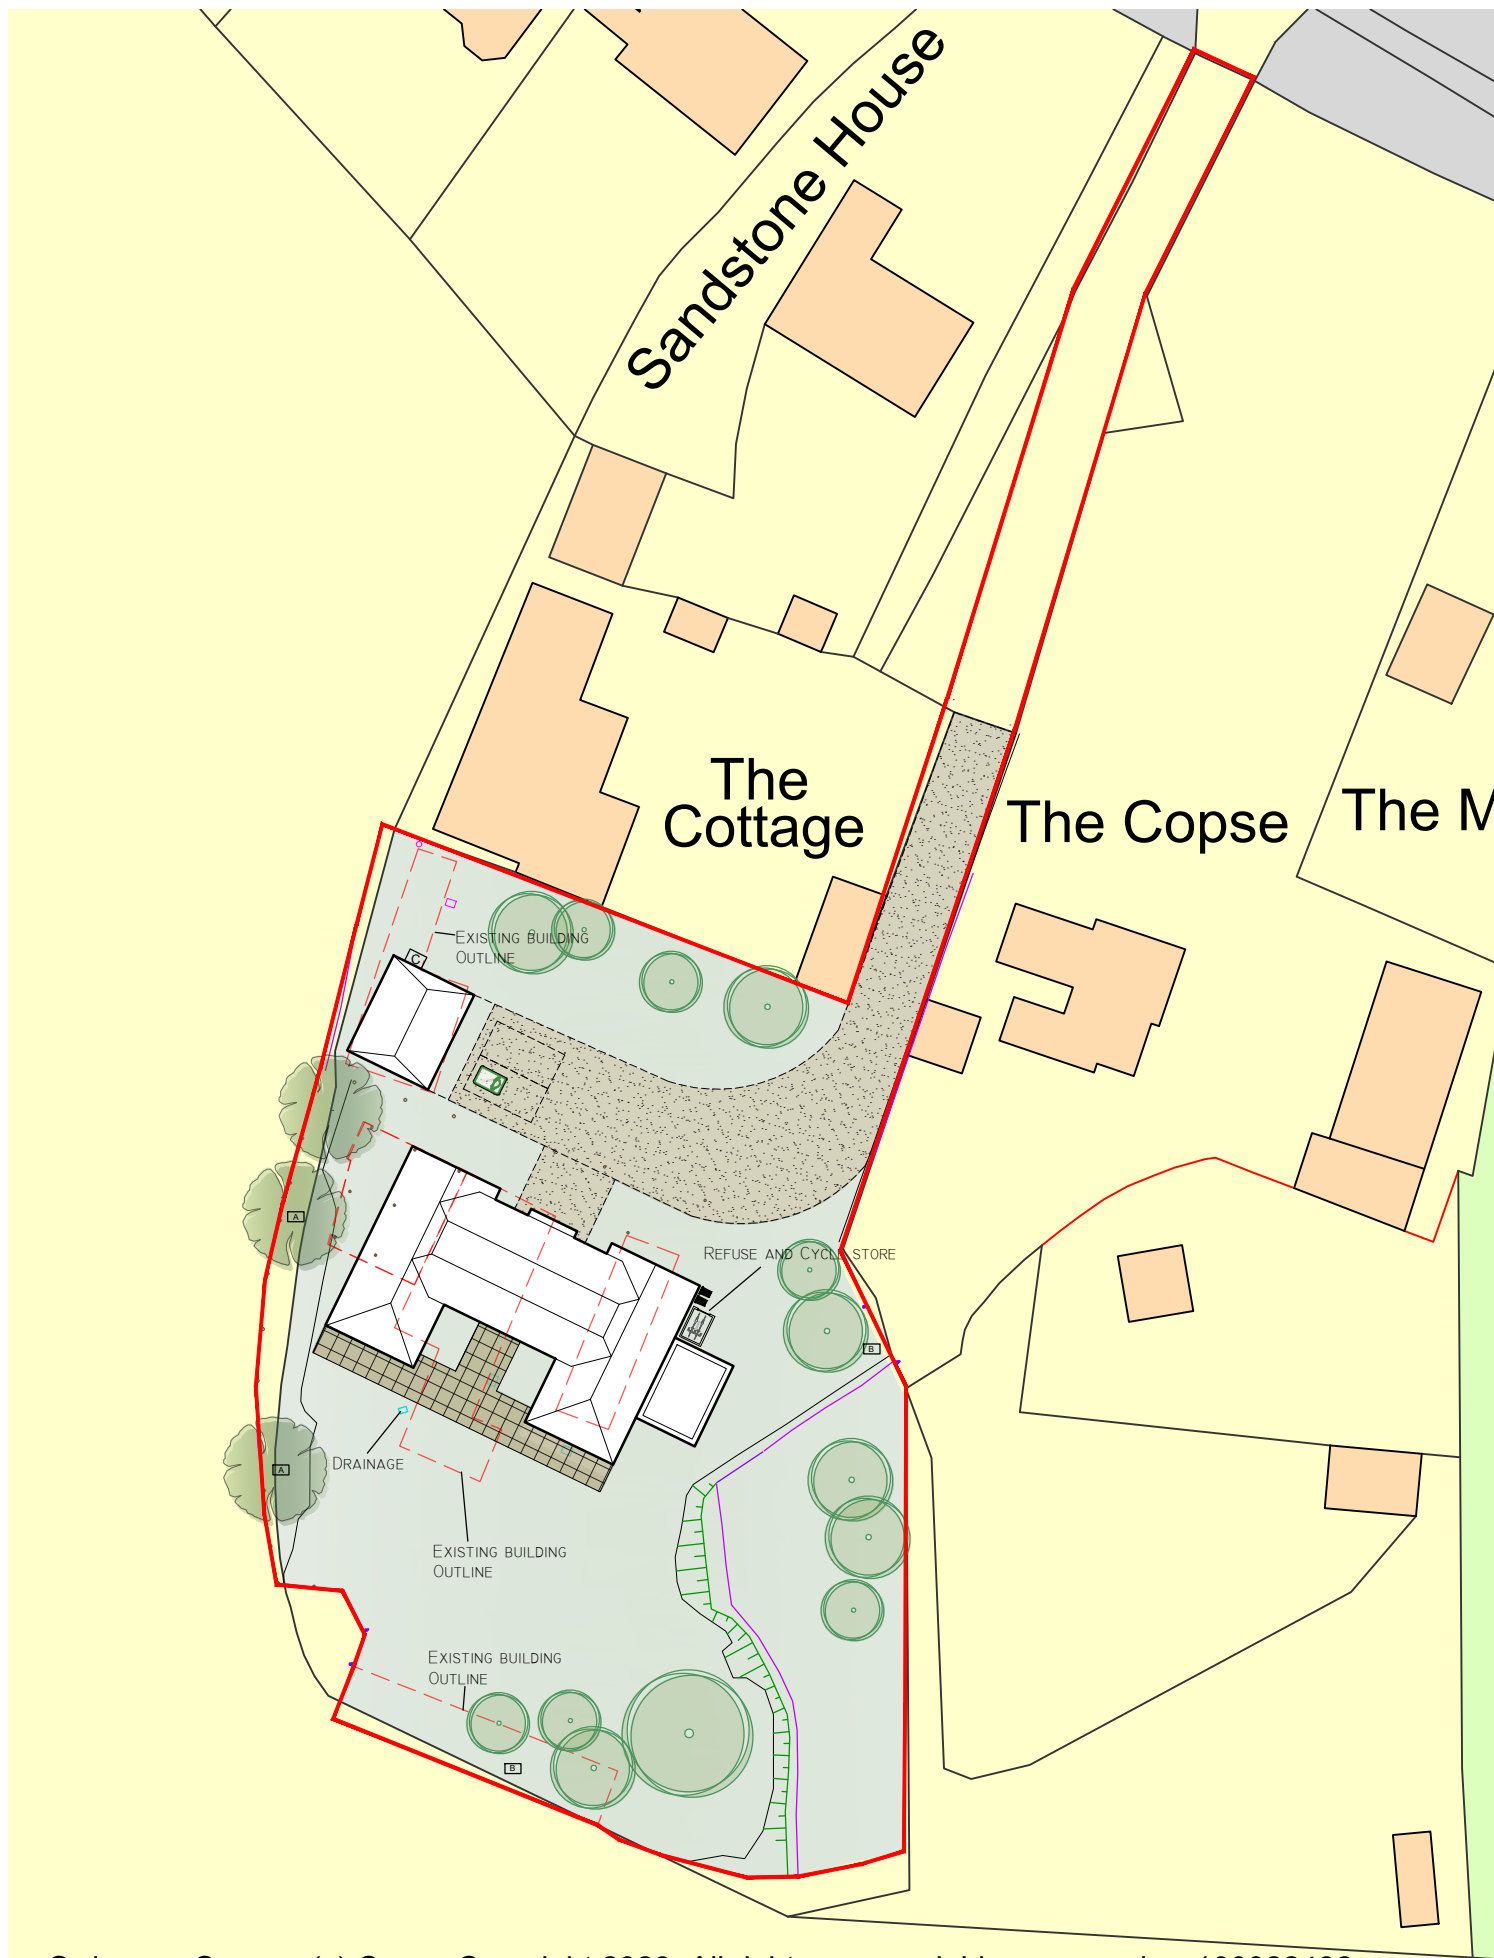 Sandstone House
The
Cottage
The Copse
The M
EXISTING BUILDING
OUTLINE
C
A
REFUSE AND CYCLE STORE
B
A
DRAINAGE
EXISTING BUILDING
OUTLINE
EXISTING BUILDING
OUTLINE
B